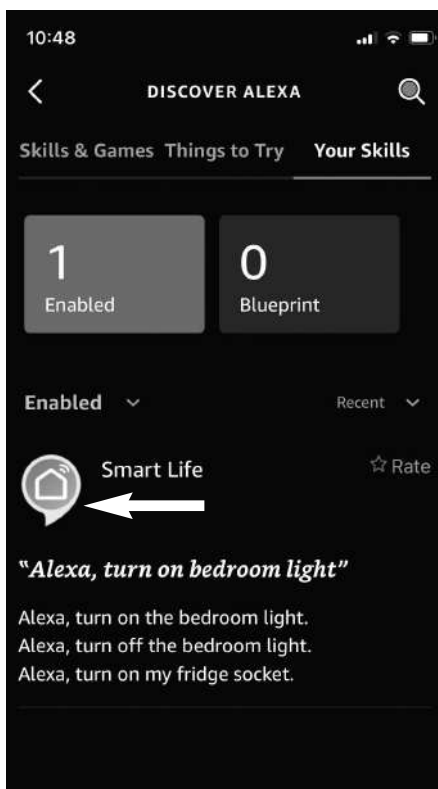 10:48
DISCOVER ALEXA
Skills & Games Things to Try Your Skills
1 0
Enabled Blueprint
Enabled Recent
Smart Life Rate
"Alexa, turn on bedroom light”
Alexa, turn on the bedroom light.
Alexa, turn off the bedroom light.
Alexa, turn on my fridge socket.